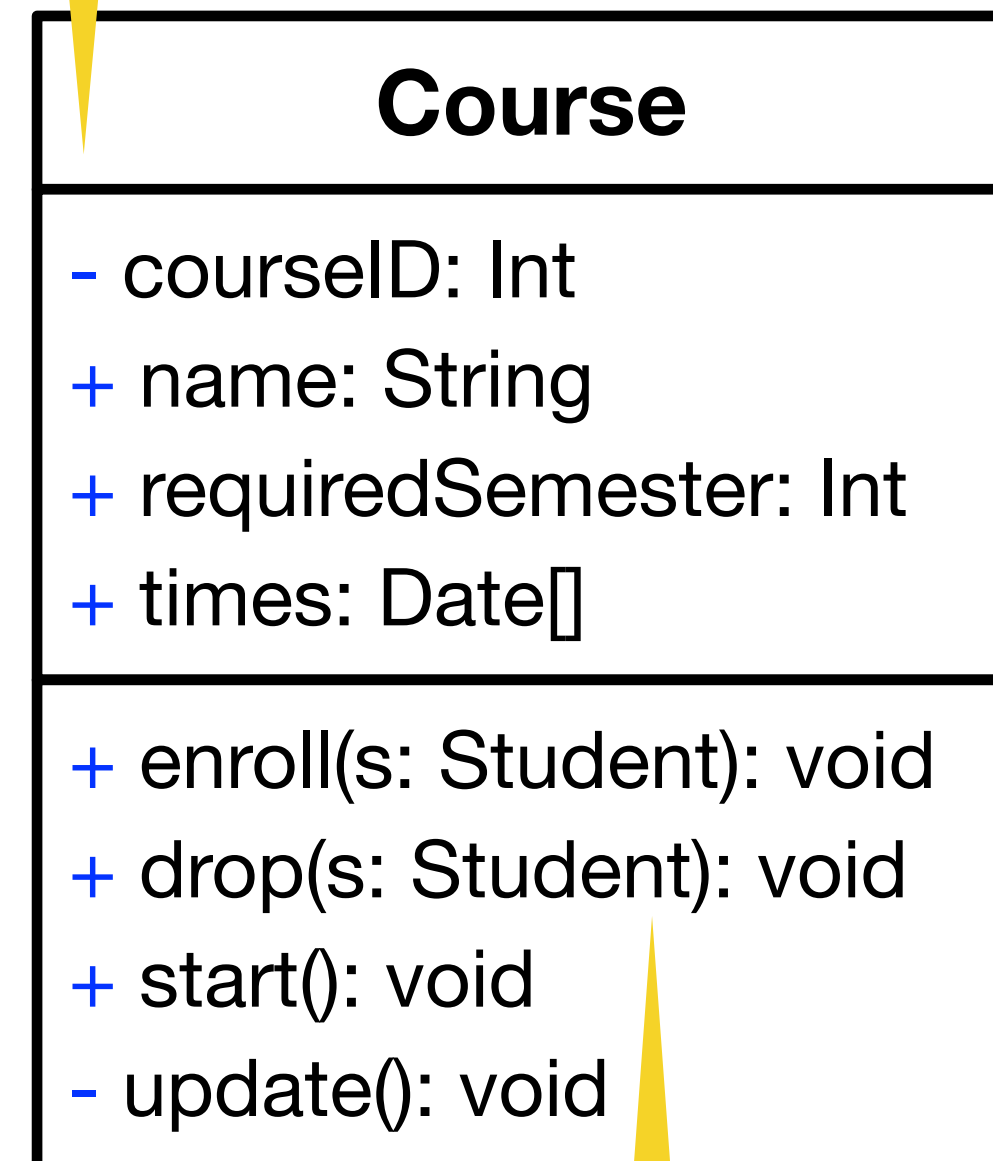 Course
- courseID: Int
+ name: String
+ requiredSemester: Int
+ times: Date[]
+ enroll(s: Student): void
+ drop(s: Student): void
+ start(): void
- update(): void